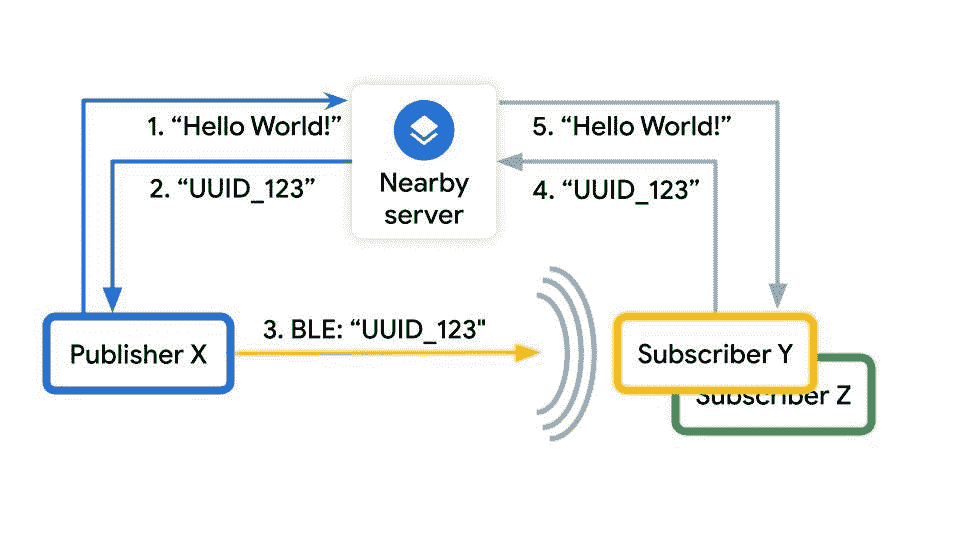 1. “Hello World!”
5. “Hello World!”
2. “UUID_123”
Nearby
server
4. “UUID_123”
3. BLE: “UUID_123"
Publisher X
Subscriber Y
Subscriber Z